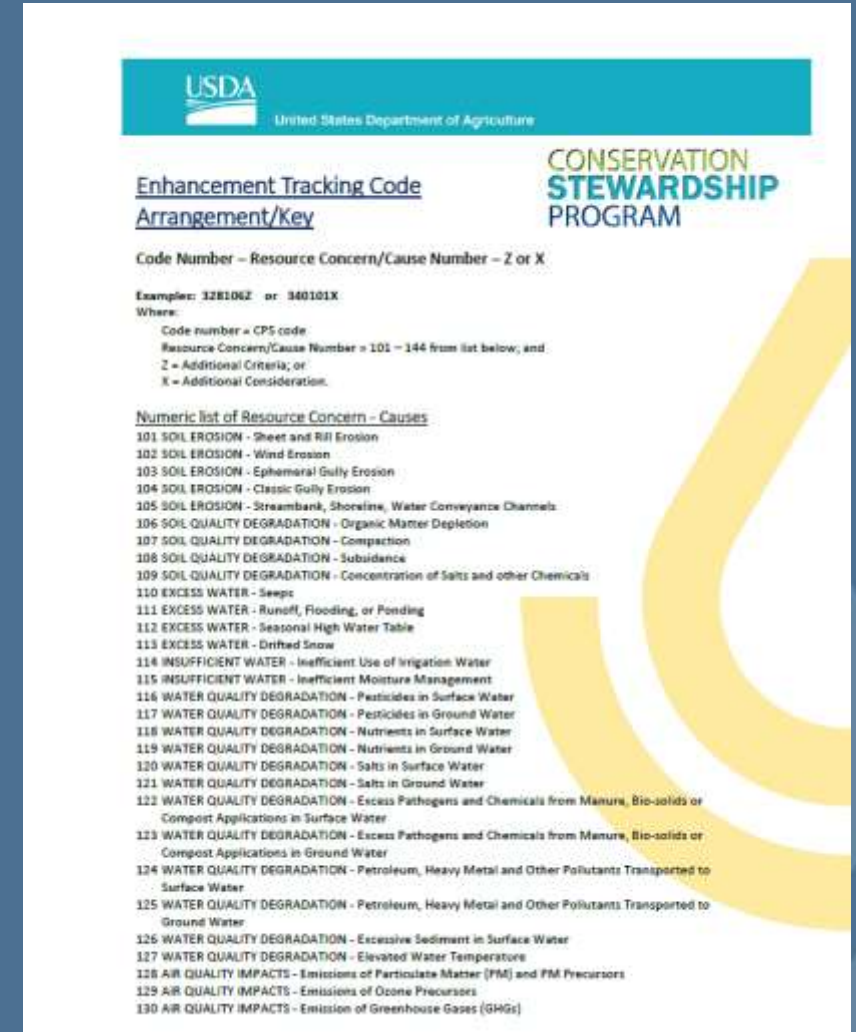 USDA
United States Department of Agriculture
CONSERVATION
STEWARDSHIP
PROGRAM
Enhancement Tracking Code
Arrangement/Key
Code Number – Resource Concern/Cause Number – Z or X
Examples: 328106Z or 340101X
Where:
Code number = CPS code
Resource Concern/Cause Number = 101 – 144 from list below; and
Z = Additional Criteria; or
X = Additional Consideration.
Numeric list of Resource Concern - Causes
101 SOIL EROSION - Sheet and Rill Erosion
102 SOIL EROSION - Wind Erosion
103 SOIL EROSION - Ephemeral Gully Erosion
104 SOIL EROSION - Classic Gully Erosion
105 SOIL EROSION - Streambank, Shoreline, Water Conveyance Channels
106 SOIL QUALITY DEGRADATION - Organic Matter Depletion
107 SOIL QUALITY DEGRADATION - Compaction
108 SOIL QUALITY DEGRADATION - Subsidence
109 SOIL QUALITY DEGRADATION - Concentration of Salts and other Chemicals
110 EXCESS WATER - Seeps
111 EXCESS WATER - Runoff, Flooding, or Ponding
112 EXCESS WATER - Seasonal High Water Table
113 EXCESS WATER - Drifted Snow
114 INSUFFICIENT WATER - Inefficient Use of Irrigation Water
115 INSUFFICIENT WATER - Inefficient Moisture Management
116 WATER QUALITY DEGRADATION - Pesticides in Surface Water
117 WATER QUALITY DEGRADATION - Pesticides in Ground Water
118 WATER QUALITY DEGRADATION - Nutrients in Surface Water
119 WATER QUALITY DEGRADATION - Nutrients in Ground Water
120 WATER QUALITY DEGRADATION - Salts in Surface Water
121 WATER QUALITY DEGRADATION - Salts in Ground Water
122 WATER QUALITY DEGRADATION - Excess Pathogens and Chemicals from Manure, Bio-solids or
Compost Applications in Surface Water
123 WATER QUALITY DEGRADATION - Excess Pathogens and Chemicals from Manure, Bio-solids or
Compost Applications in Ground Water
124 WATER QUALITY DEGRADATION - Petroleum, Heavy Metal and Other Pollutants Transported to
Surface Water
125 WATER QUALITY DEGRADATION - Petroleum, Heavy Metal and Other Pollutants Transported to
Ground Water
126 WATER QUALITY DEGRADATION - Excessive Sediment in Surface Water
127 WATER QUALITY DEGRADATION - Elevated Water Temperature
128 AIR QUALITY IMPACTS - Emissions of Particulate Matter (PM) and PM Precursors
129 AIR QUALITY IMPACTS - Emissions of Ozone Precursors
130 AIR QUALITY IMPACTS - Emission of Greenhouse Gases (GHGs)